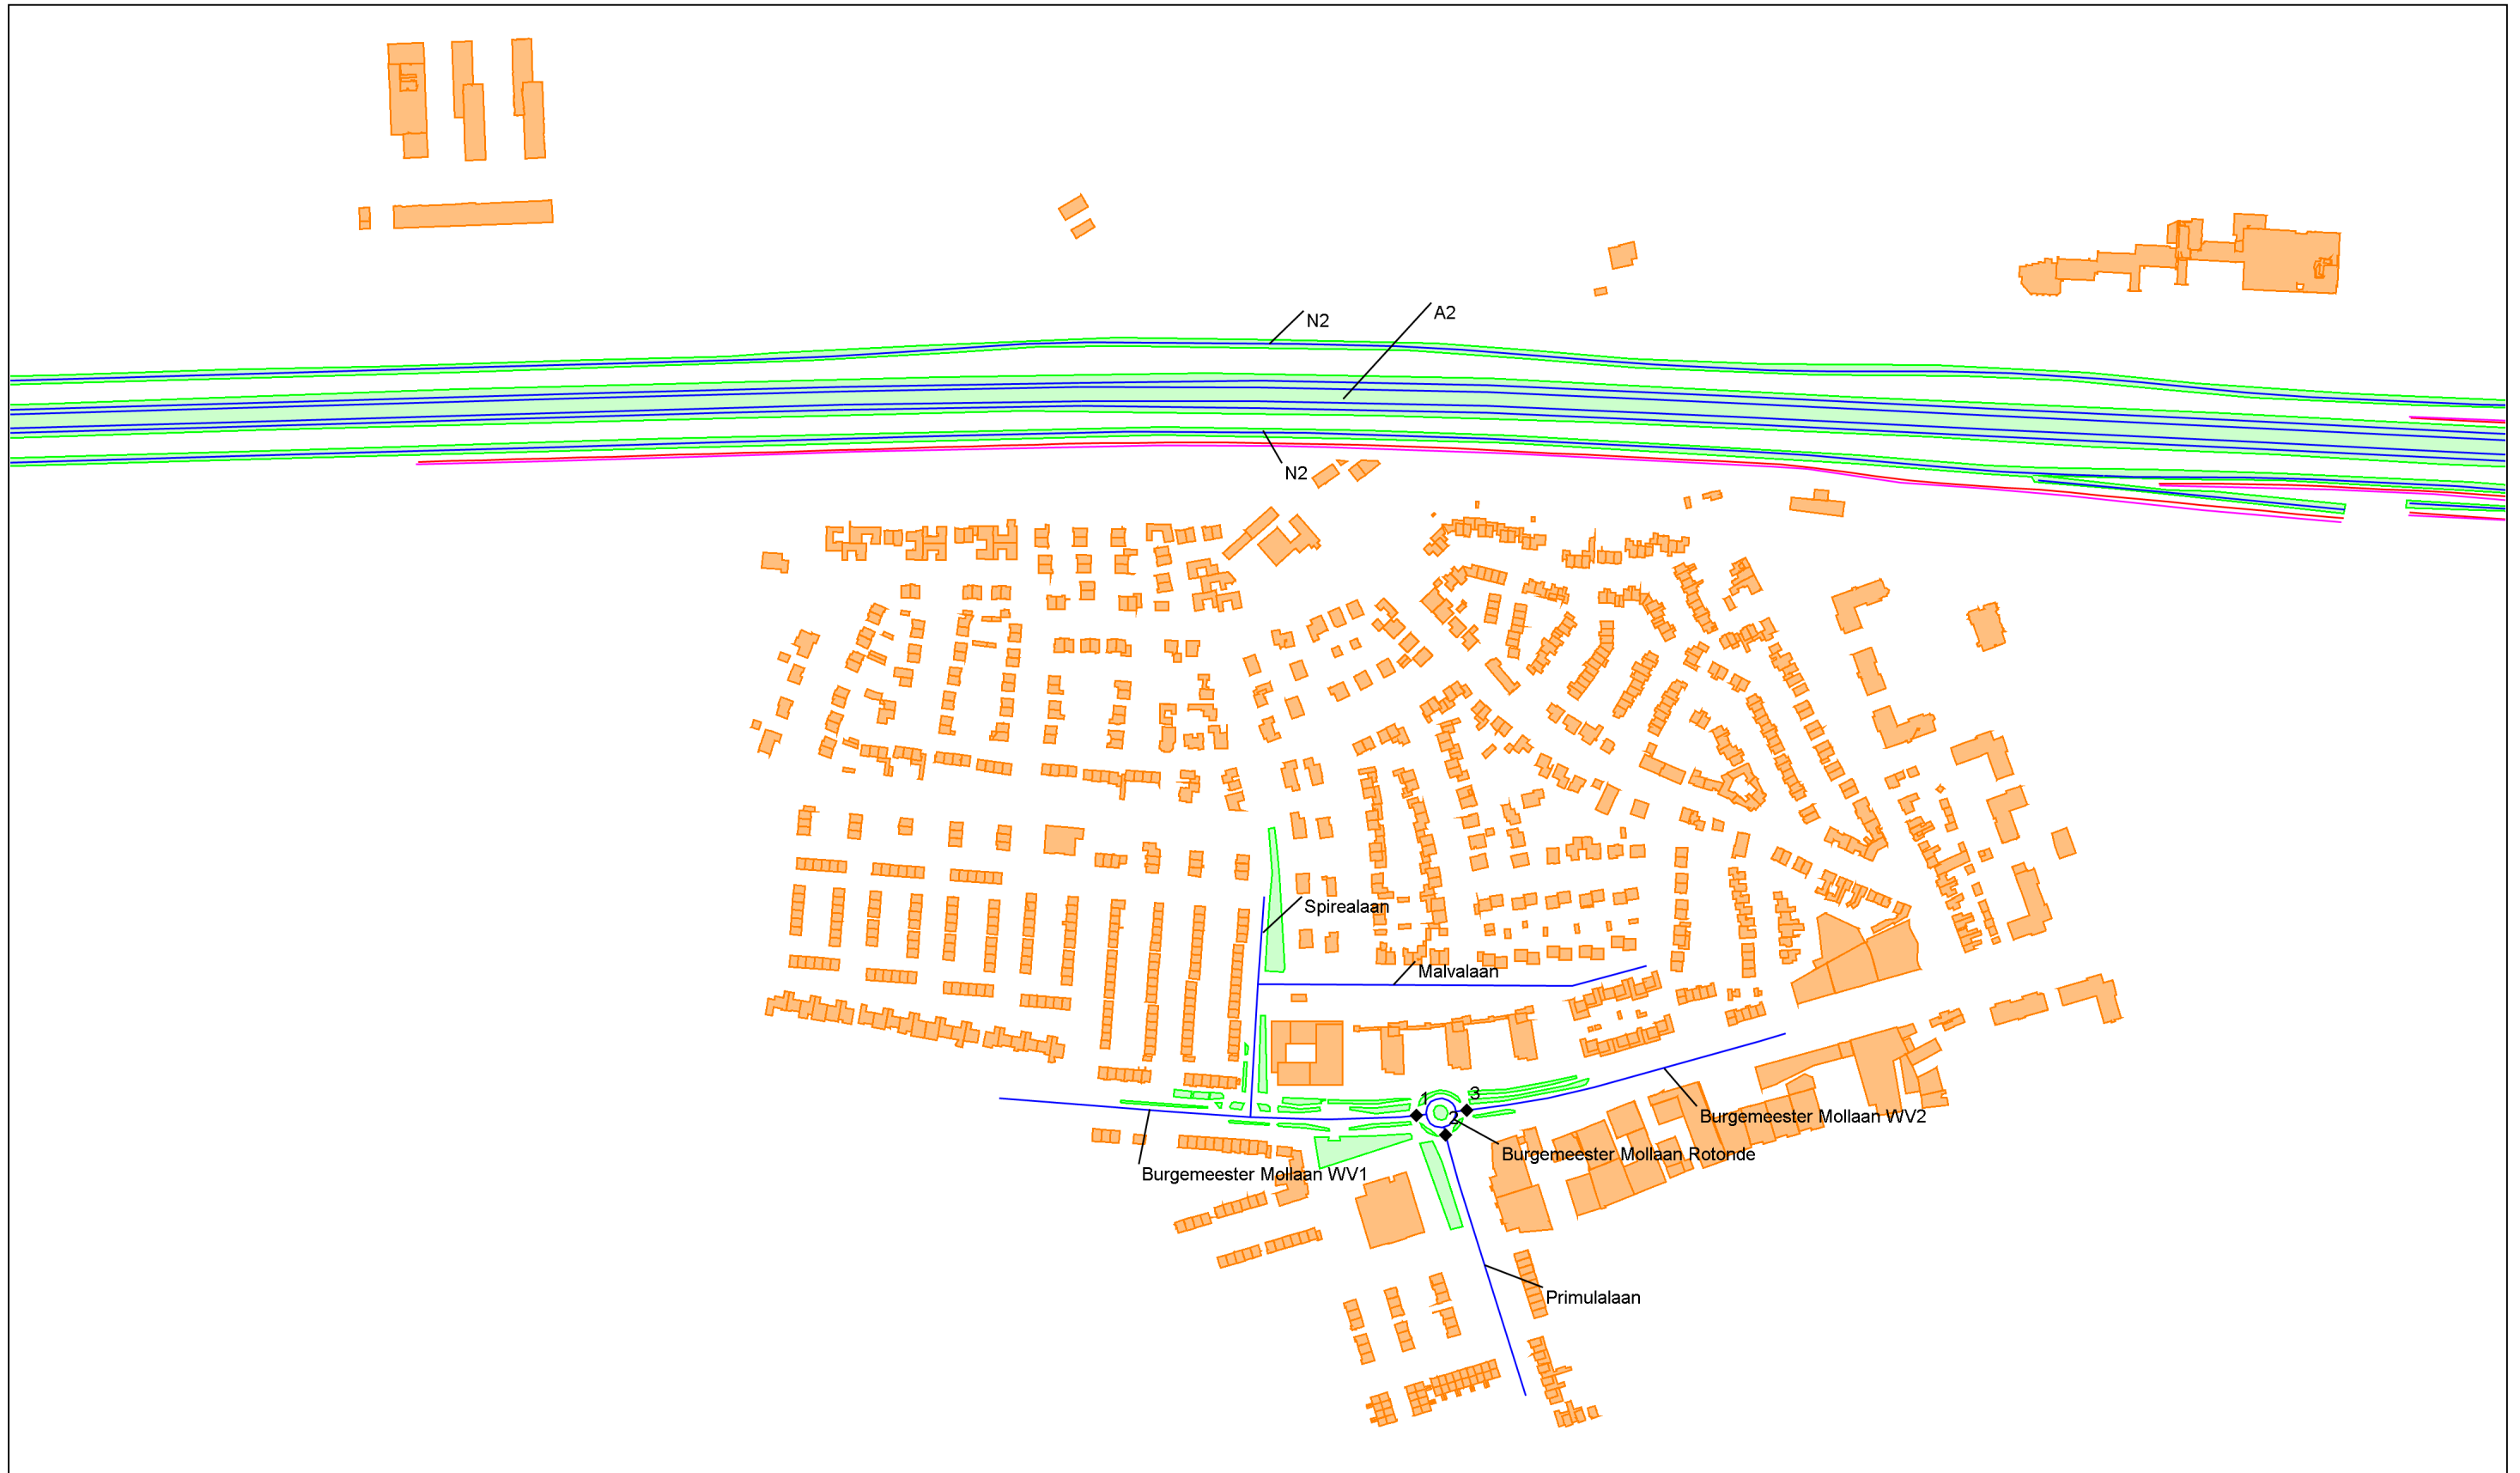 N2
A2
N2
Spirealaan
Malvalaan
1
3
2
Burgemeester Mollaan WV2
Burgemeester Mollaan Rotonde
Burgemeester Mollaan WV1
Primulalaan